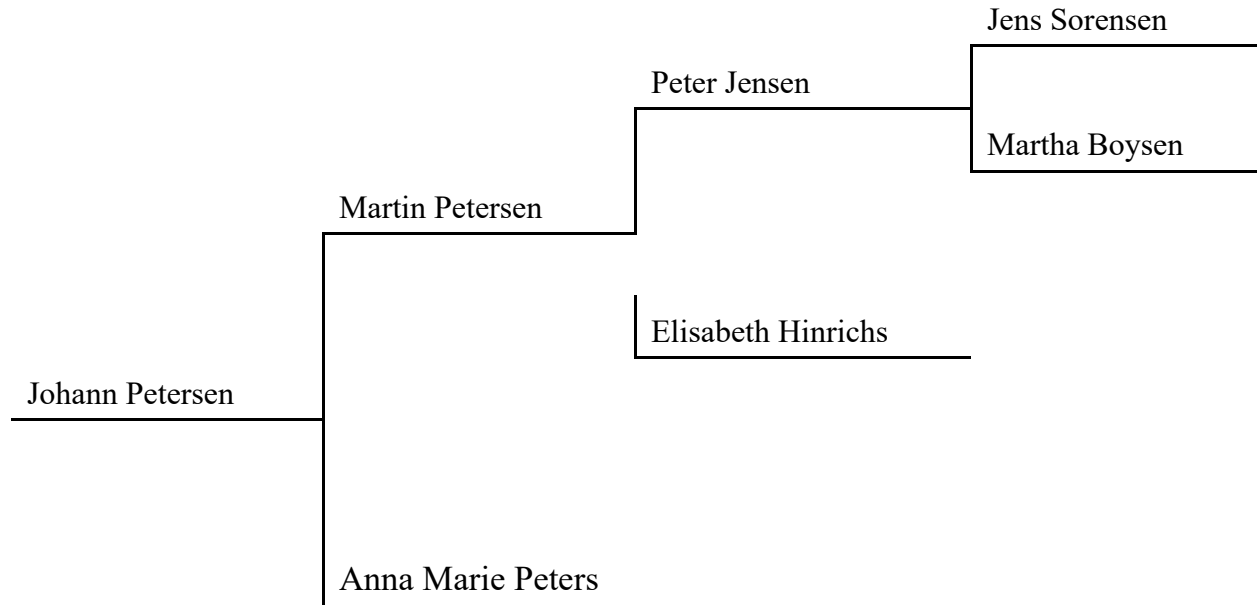 Jens Sorensen
Peter Jensen
Martha Boysen
Martin Petersen
Elisabeth Hinrichs
Johann Petersen
Anna Marie Peters